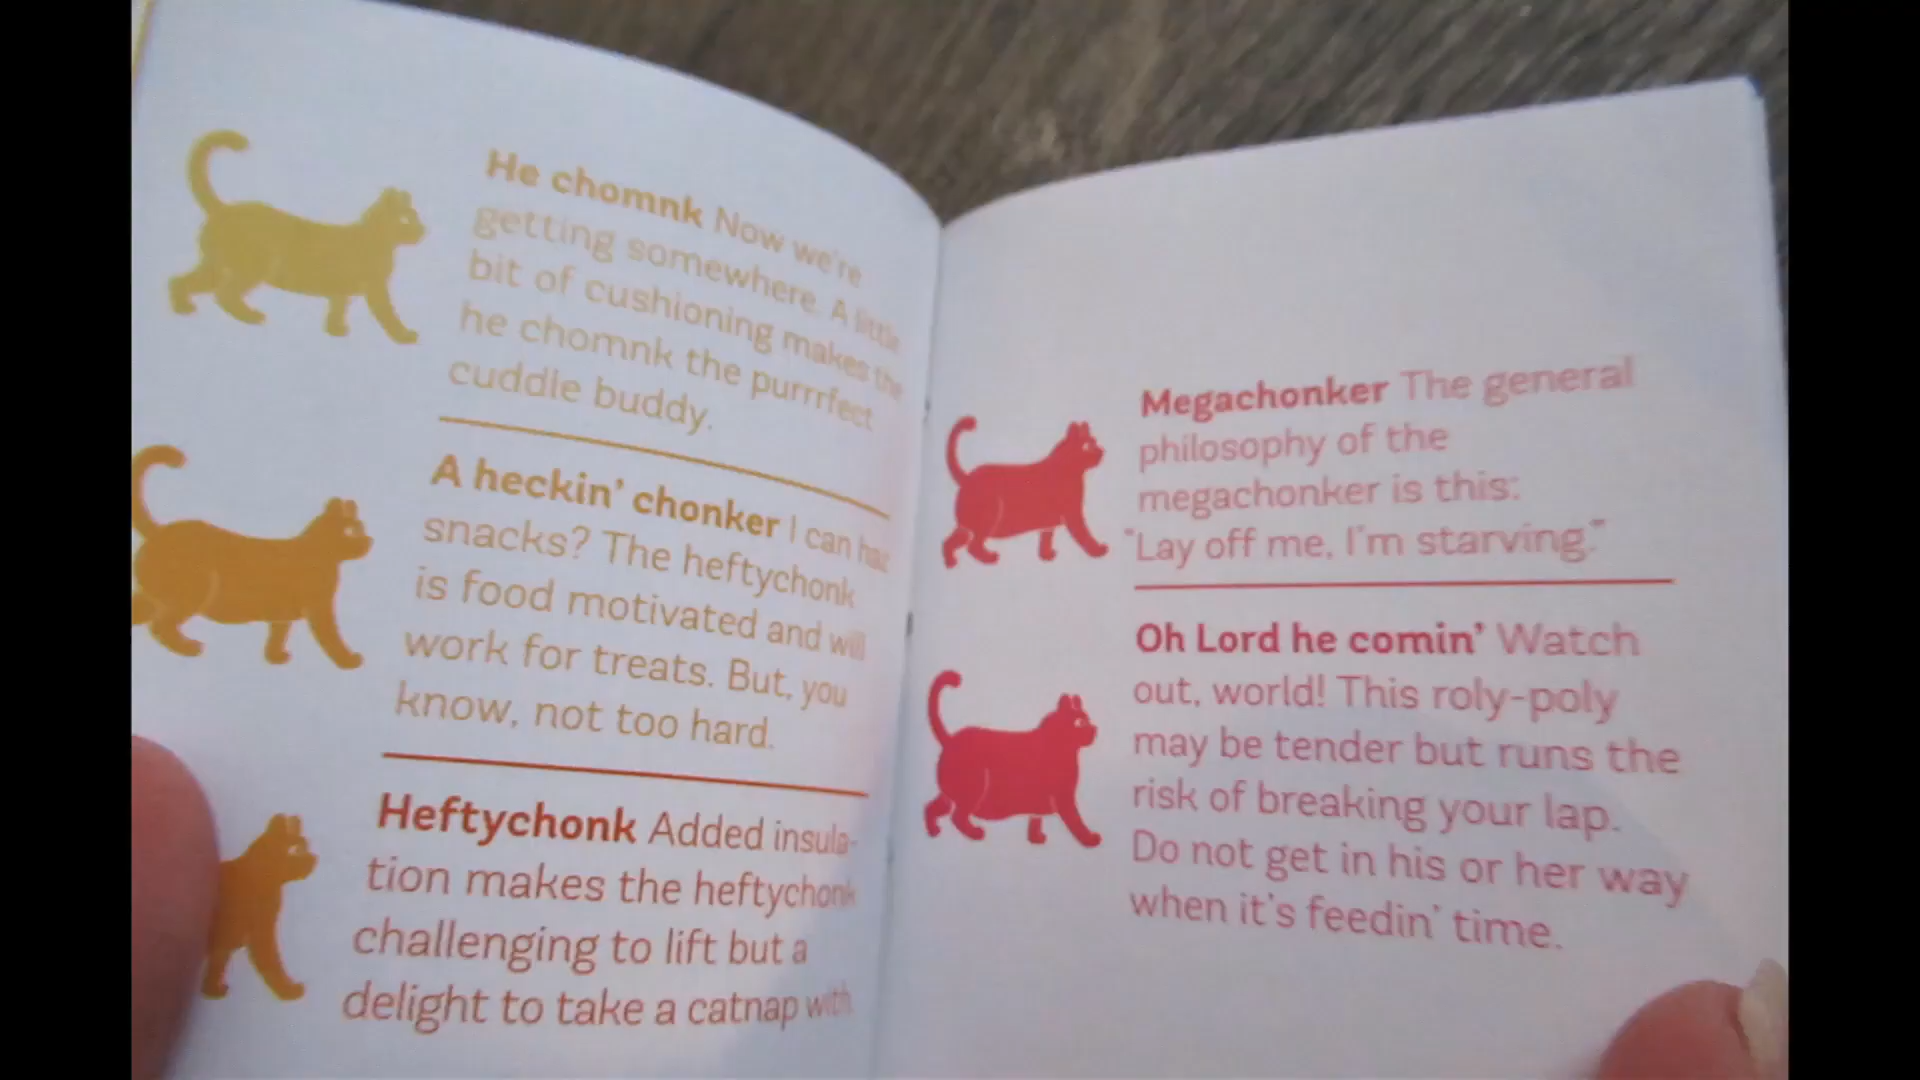 He chomnk Now we're
getting somewhere. A little
bit of cushioning makes the
he chomnk the purrrfect
cuddle buddy.
A heckin' chonker I can haz
snacks? The heftychonk
is food motivated and will
work for treats. But, you
know, not too hard.
Heftychonk Added insula-
tion makes the heftychonk
challenging to lift but a
delight to take a catnap with
Megachonker The general
philosophy of the
megachonker is this:
"Lay off me, I'm starving."
Oh Lord he comin' Watch
out, world! This roly-poly
may be tender but runs the
risk of breaking your lap.
Do not get in his or her way
when it's feedin' time.